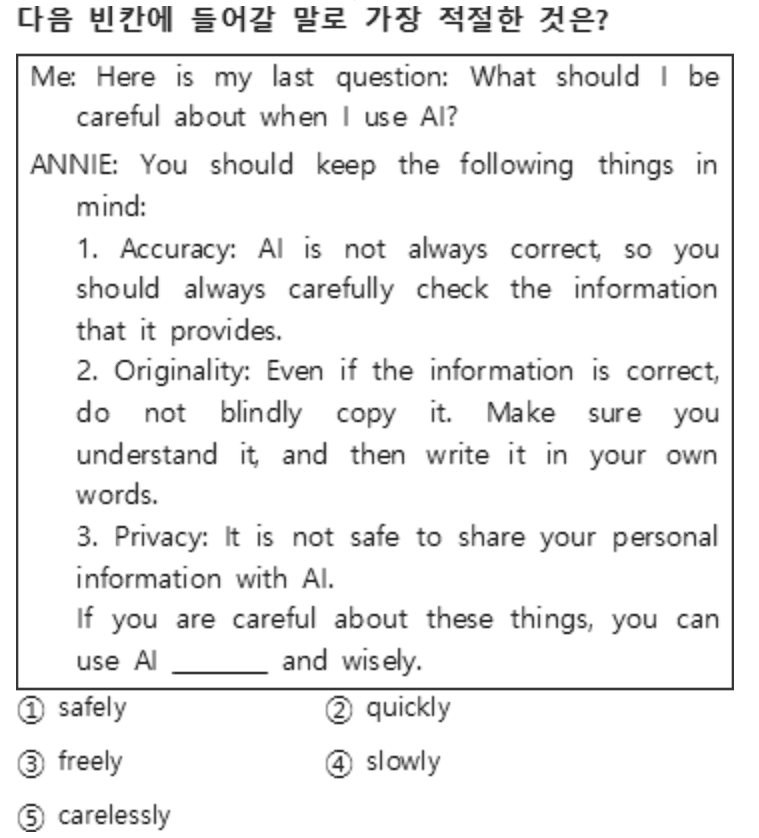 다음 빈칸에 들어갈 말로 가장 적절한 것은?
Me: Here is my last question: What should I be
careful about when I use AI?
ANNIE: You should keep the following things in
mind:
1. Accuracy: AI is not always correct, so you
should always carefully check the information
that it provides.
2. Originality: Even if the information is correct,
do not blindly copy it. Make sure you
understand it, and then write it in your own
words.
3. Privacy: It is not safe to share your personal
information with AI.
If you are careful about these things, you can
use AI _______ and wisely.
① safely ② quickly
③ freely ④ slowly
⑤ carelessly